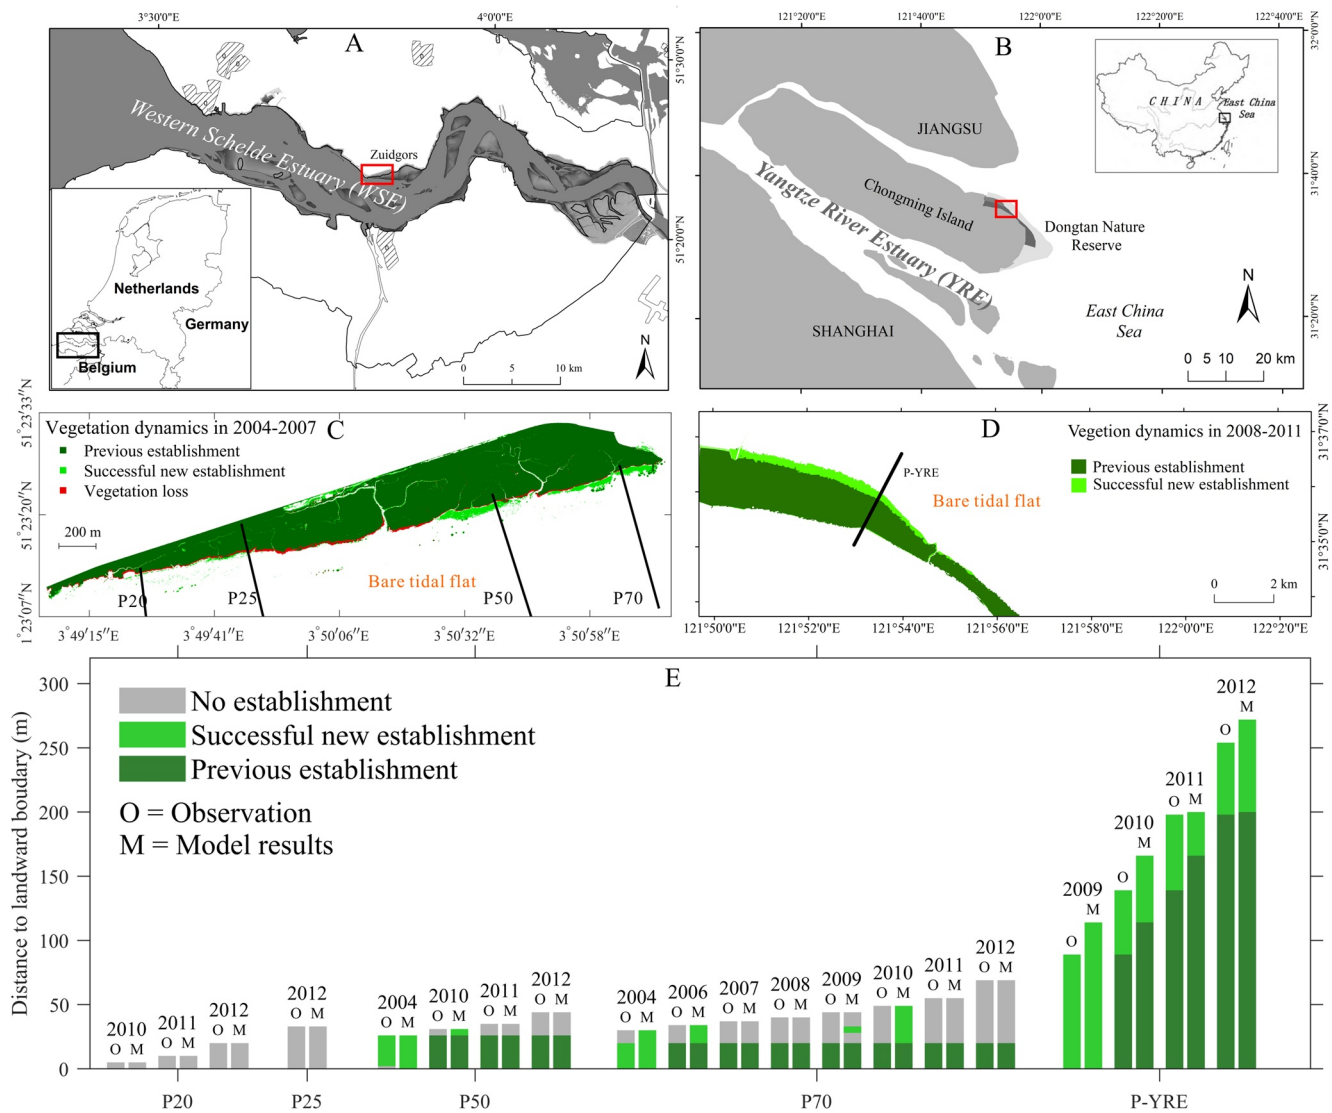 3°30'0"E
4°0'0"E
A
51°30'0"N
51°20'0"N
Western Schelde Estuary (WSE)
Zuidgors
Netherlands
Germany
Belgium
N
0 5 10 km
121°20'0"E
121°40'0"E
122°0'0"E
122°20'0"E
122°40'0"E
B
32°0'0"N
31°40'0"N
31°20'0"N
CHINA
East China
Sea
JIANGSU
Chongming Island
Yangtze River Estuary (YRE)
Dongtan Nature
Reserve
SHANGHAI
East China
Sea
N
0 5 10 20 km
51°23'33"N
51°23'20"N
1°23'07"N
Vegetation dynamics in 2004-2007
C
Previous establishment
Successful new establishment
Vegetation loss
200 m
Bare tidal flat
P20
P25
P50
P70
3°49'15"E
3°49'41"E
3°50'06"E
3°50'32"E
3°50'58"E
D
Vegetion dynamics in 2008-2011
Previous establishment
Successful new establishment
P-YRE
Bare tidal flat
0 2 km
31°37'0"N
31°35'0"N
121°50'0"E
121°52'0"E
121°54'0"E
121°56'0"E
121°58'0"E
122°0'0"E
122°2'0"E
E
Distance to landward boudary (m)
300
250
200
150
100
50
0
No establishment
Successful new establishment
Previous establishment
O = Observation
M = Model results
2010
O M
2011
O M
2012
O M
2012
O M
2004
O M
2010
O M
2011
O M
2012
O M
2004
O M
2006
O M
2007
O M
2008
O M
2009
O M
2010
O M
2011
O M
2012
O M
2009
O M
2010
O M
2011
O M
2012
O M
P20
P25
P50
P70
P-YRE